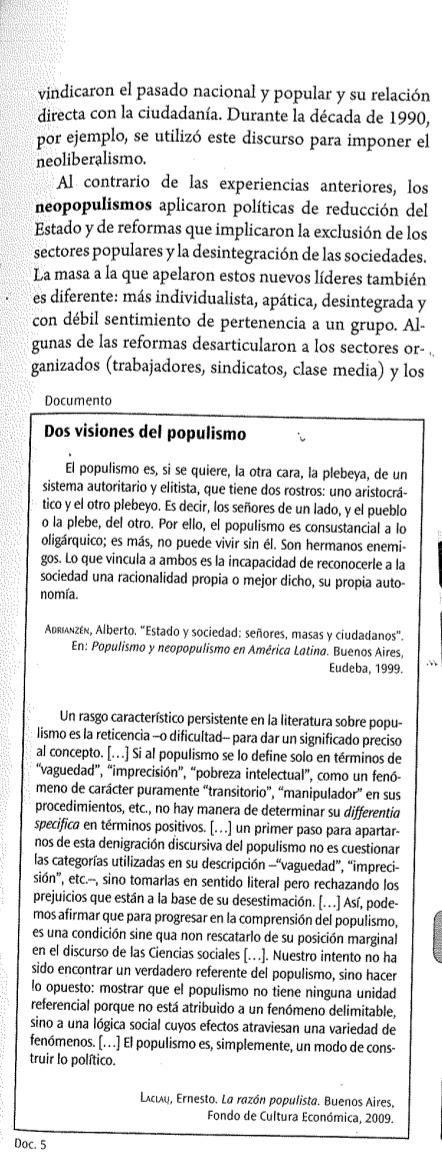 vindicaron el pasado nacional y popular y su relación
directa con la ciudadanía. Durante la década de 1990,
por ejemplo, se utilizó este discurso para imponer el
neoliberalismo.
Al contrario de las experiencias anteriores, los
neopopulismos aplicaron políticas de reducción del
Estado y de reformas que implicaron la exclusión de los
sectores populares y la desintegración de las sociedades.
La masa a la que apelaron estos nuevos líderes también
es diferente: más individualista, apática, desintegrada y
con débil sentimiento de pertenencia a un grupo. Al-
gunas de las reformas desarticularon a los sectores or-
ganizados (trabajadores, sindicatos, clase media) y los
Documento
Dos visiones del populismo
El populismo es, si se quiere, la otra cara, la plebeya, de un
sistema autoritario y elitista, que tiene dos rostros: uno aristocrá-
tico y el otro plebeyo. Es decir, los señores de un lado, y el pueblo
o la plebe, del otro. Por ello, el populismo es consustancial a lo
oligárquico; es más, no puede vivir sin él. Son hermanos enemi-
gos. Lo que vincula a ambos es la incapacidad de reconocerle a la
sociedad una racionalidad propia o mejor dicho, su propia auto-
nomía.
Adrianzén, Alberto. "Estado y sociedad: señores, masas y ciudadanos".
En: Populismo y neopopulismo en América Latina. Buenos Aires,
Eudeba, 1999.
Un rasgo característico persistente en la literatura sobre popu-
lismo es la reticencia –o dificultad– para dar un significado preciso
al concepto. [...] Si al populismo se lo define solo en términos de
"vaguedad", "imprecisión", "pobreza intelectual", como un fenó-
meno de carácter puramente "transitorio", "manipulador" en sus
procedimientos, etc., no hay manera de determinar su differentia
specifica en términos positivos. [...] un primer paso para apartar-
nos de esta denigración discursiva del populismo no es cuestionar
las categorías utilizadas en su descripción –"vaguedad", "impreci-
sión", etc.–, sino tomarlas en sentido literal pero rechazando los
prejuicios que están a la base de su desestimación. [...] Así, pode-
mos afirmar que para progresar en la comprensión del populismo,
es una condición sine qua non rescatarlo de su posición marginal
en el discurso de las Ciencias sociales [...]. Nuestro intento no ha
sido encontrar un verdadero referente del populismo, sino hacer
lo opuesto: mostrar que el populismo no tiene ninguna unidad
referencial porque no está atribuido a un fenómeno delimitable,
sino a una lógica social cuyos efectos atraviesan una variedad de
fenómenos. [...] El populismo es, simplemente, un modo de cons-
truir lo político.
Laclau, Ernesto. La razón populista. Buenos Aires,
Fondo de Cultura Económica, 2009.
Doc. 5